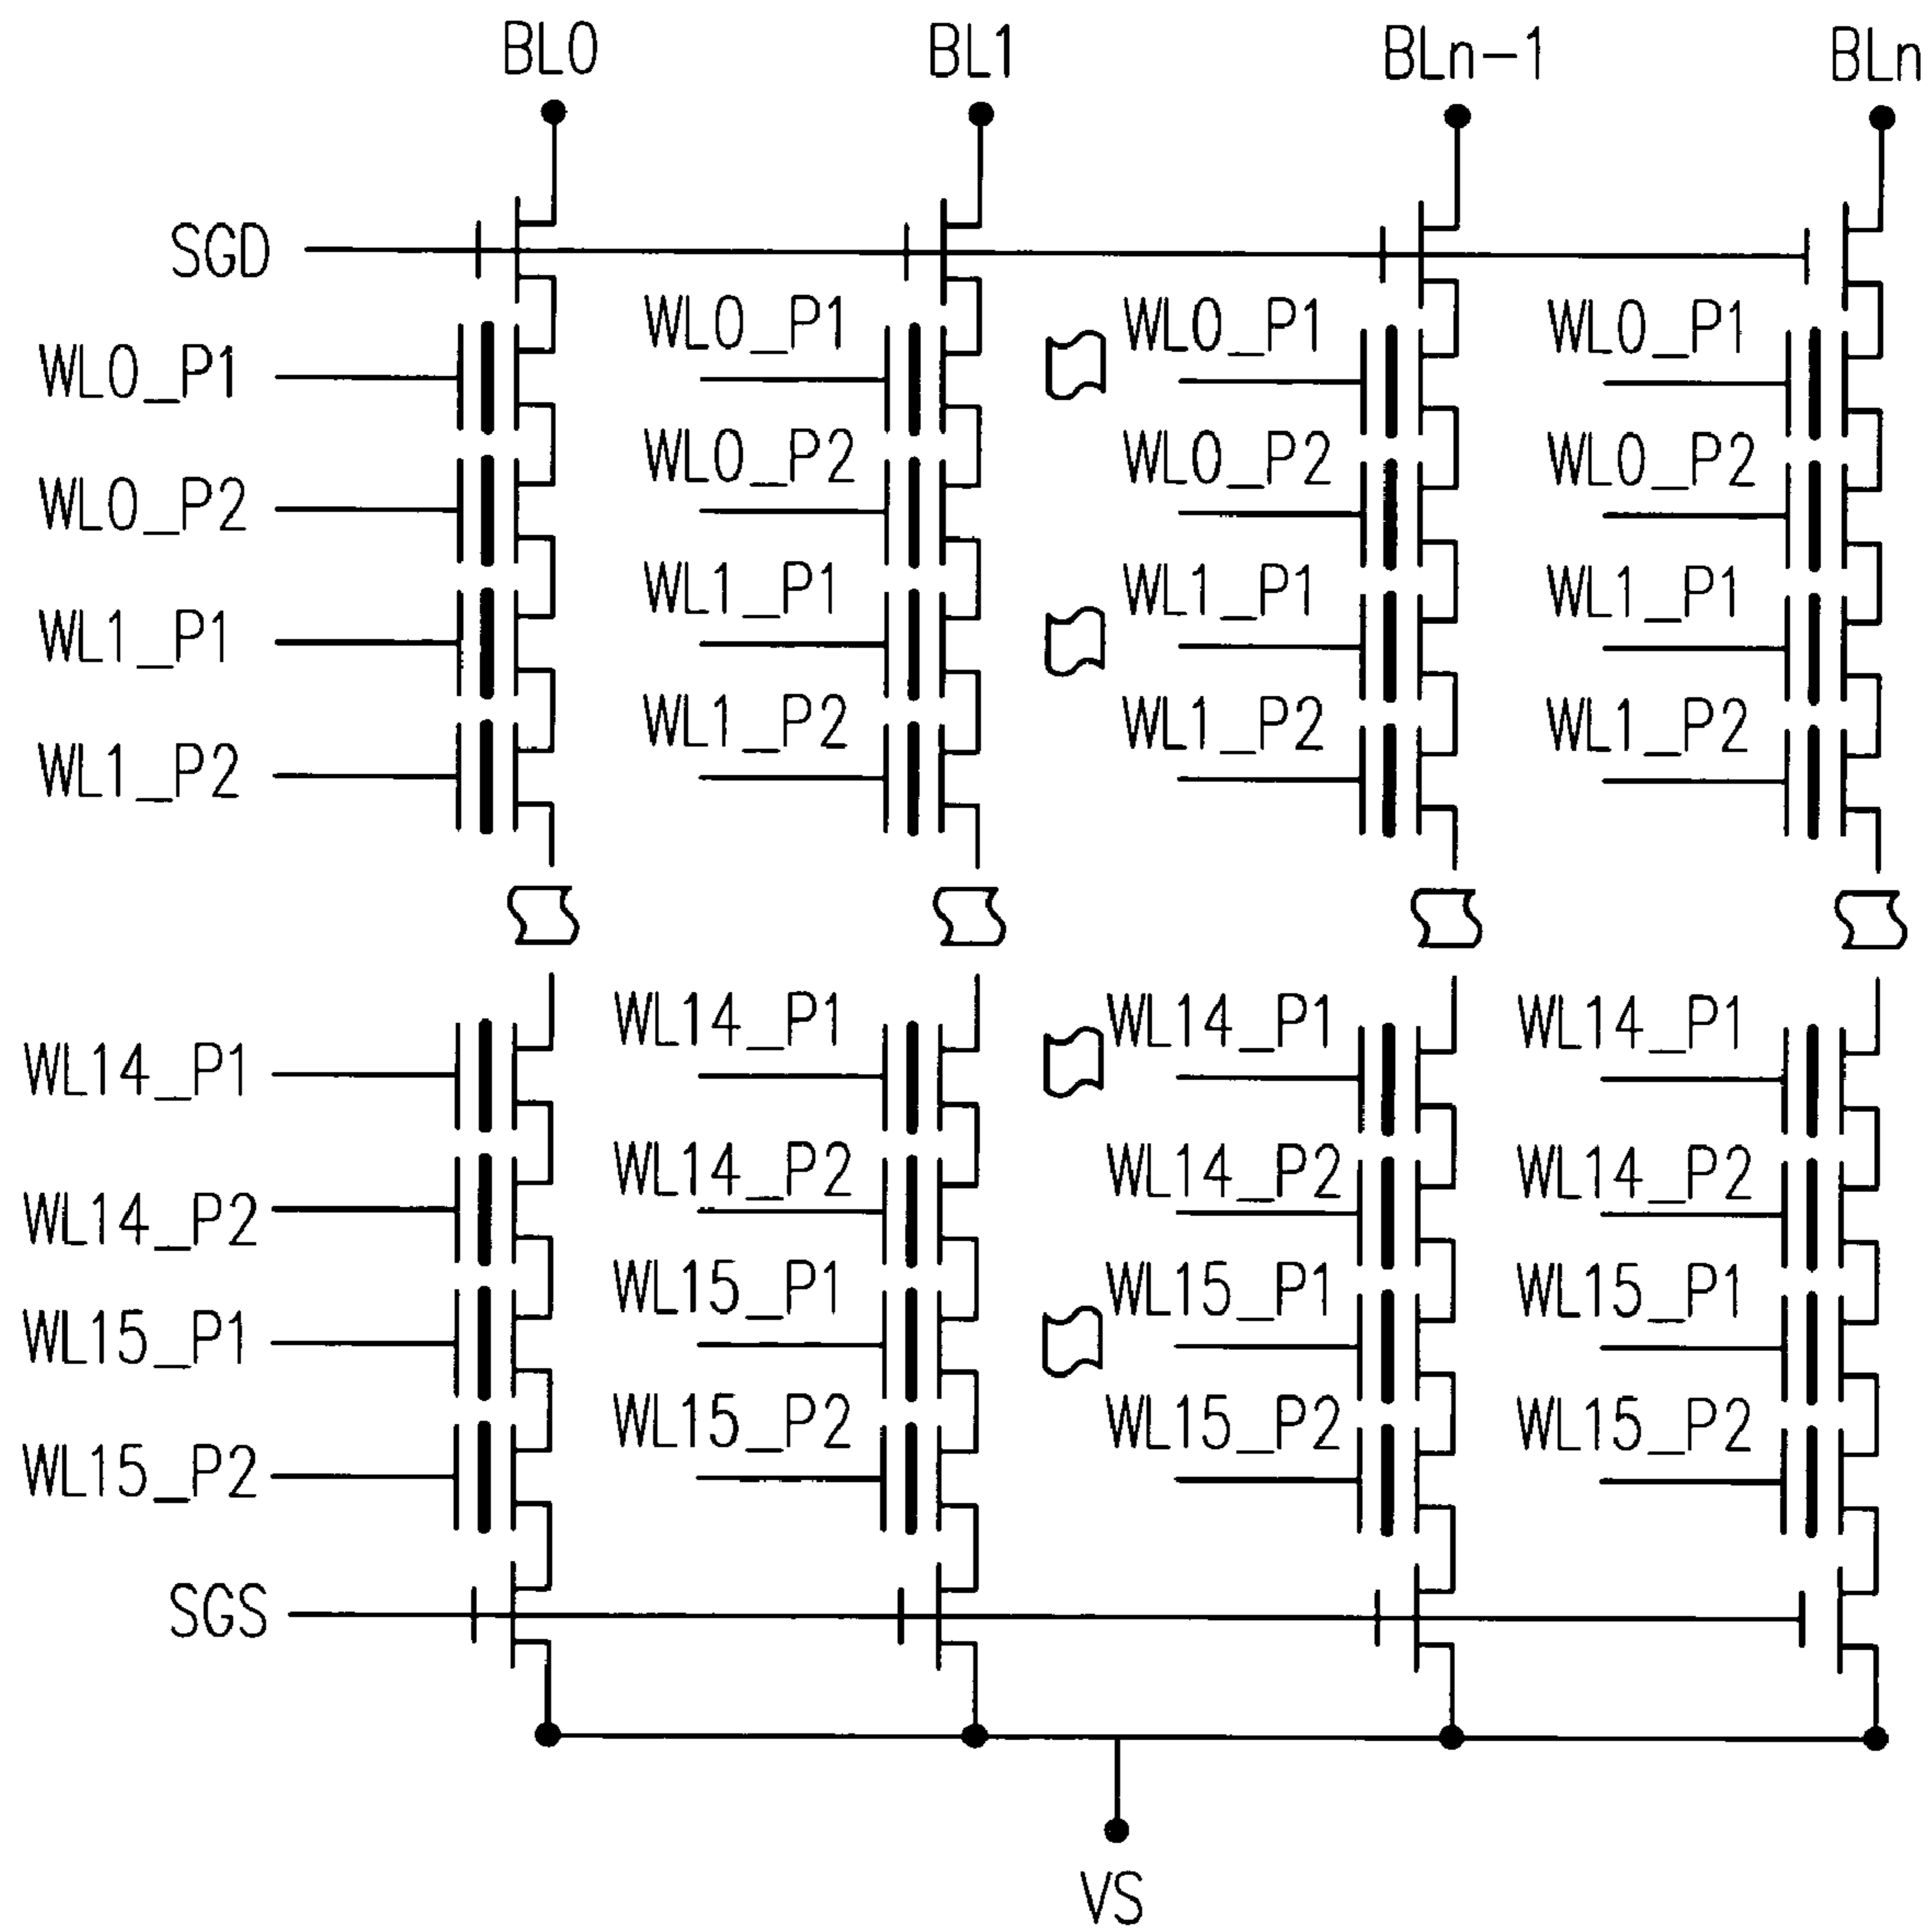 BL0 BL1 BLn-1 BLn
SGD
WL0_P1 WL0_P1 WL0_P1 WL0_P1
WL0_P2 WL0_P2 WL0_P2 WL0_P2
WL1_P1 WL1_P1 WL1_P1 WL1_P1
WL1_P2 WL1_P2 WL1_P2 WL1_P2
WL14_P1 WL14_P1 WL14_P1 WL14_P1
WL14_P2 WL14_P2 WL14_P2 WL14_P2
WL15_P1 WL15_P1 WL15_P1 WL15_P1
WL15_P2 WL15_P2 WL15_P2 WL15_P2
SGS
VS